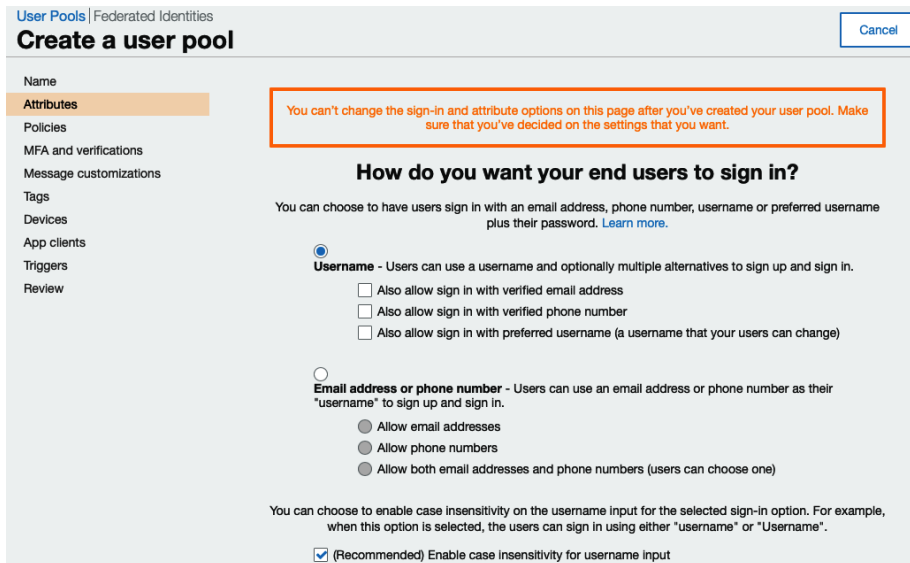 User Pools | Federated Identities
Create a user pool
Cancel
Name
Attributes
Policies
MFA and verifications
Message customizations
Tags
Devices
App clients
Triggers
Review
You can't change the sign-in and attribute options on this page after you've created your user pool. Make
sure that you've decided on the settings that you want.
How do you want your end users to sign in?
You can choose to have users sign in with an email address, phone number, username or preferred username
plus their password. Learn more.
Username - Users can use a username and optionally multiple alternatives to sign up and sign in.
Also allow sign in with verified email address
Also allow sign in with verified phone number
Also allow sign in with preferred username (a username that your users can change)
Email address or phone number - Users can use an email address or phone number as their
"username" to sign up and sign in.
Allow email addresses
Allow phone numbers
Allow both email addresses and phone numbers (users can choose one)
You can choose to enable case insensitivity on the username input for the selected sign-in option. For example,
when this option is selected, the users can sign in using either "username" or "Username".
(Recommended) Enable case insensitivity for username input